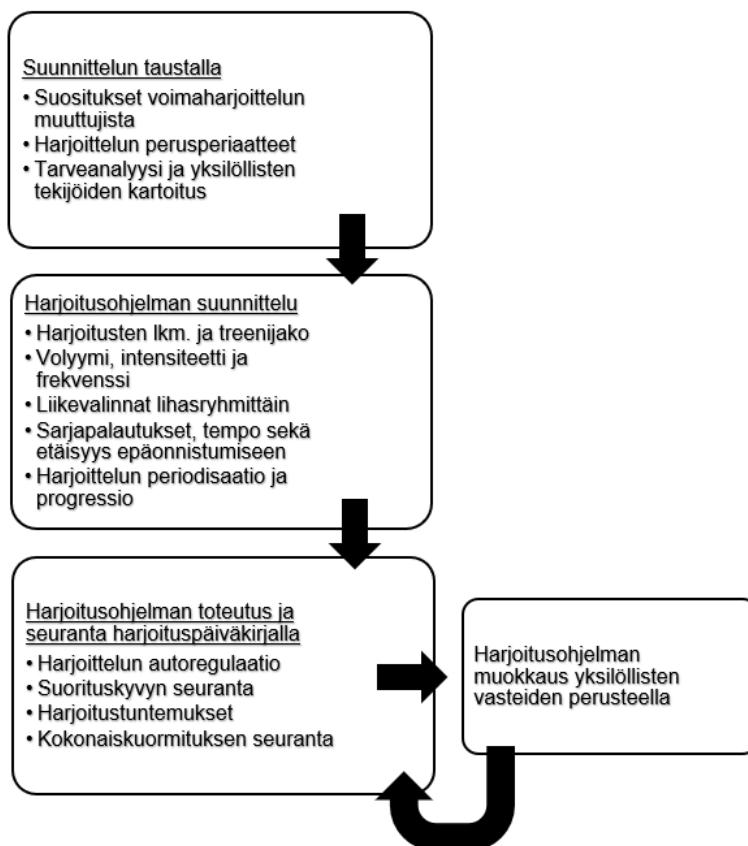 Suunnittelun taustalla
• Suositukset voimaharjoittelun
muuttujista
• Harjoittelun perusperiaatteet
• Tarveanalyysi ja yksilöllisten
tekijöiden kartoitus
Harjoitusohjelman suunnittelu
• Harjoitusten lkm. ja treenijako
• Volyymi, intensiteetti ja
frekvenssi
• Liikevalinnat lihasryhmittäin
• Sarjapalautukset, tempo sekä
etäisyys epäonnistumiseen
• Harjoittelun periodisaatio ja
progressio
Harjoitusohjelman toteutus ja
seuranta harjoituspäiväkirjalla
• Harjoittelun autoregulaatio
• Suorituskyvyn seuranta
• Harjoitustuntemukset
• Kokonaiskuormituksen seuranta
Harjoitusohjelman
muokkaus yksilöllisten
vasteiden perusteella